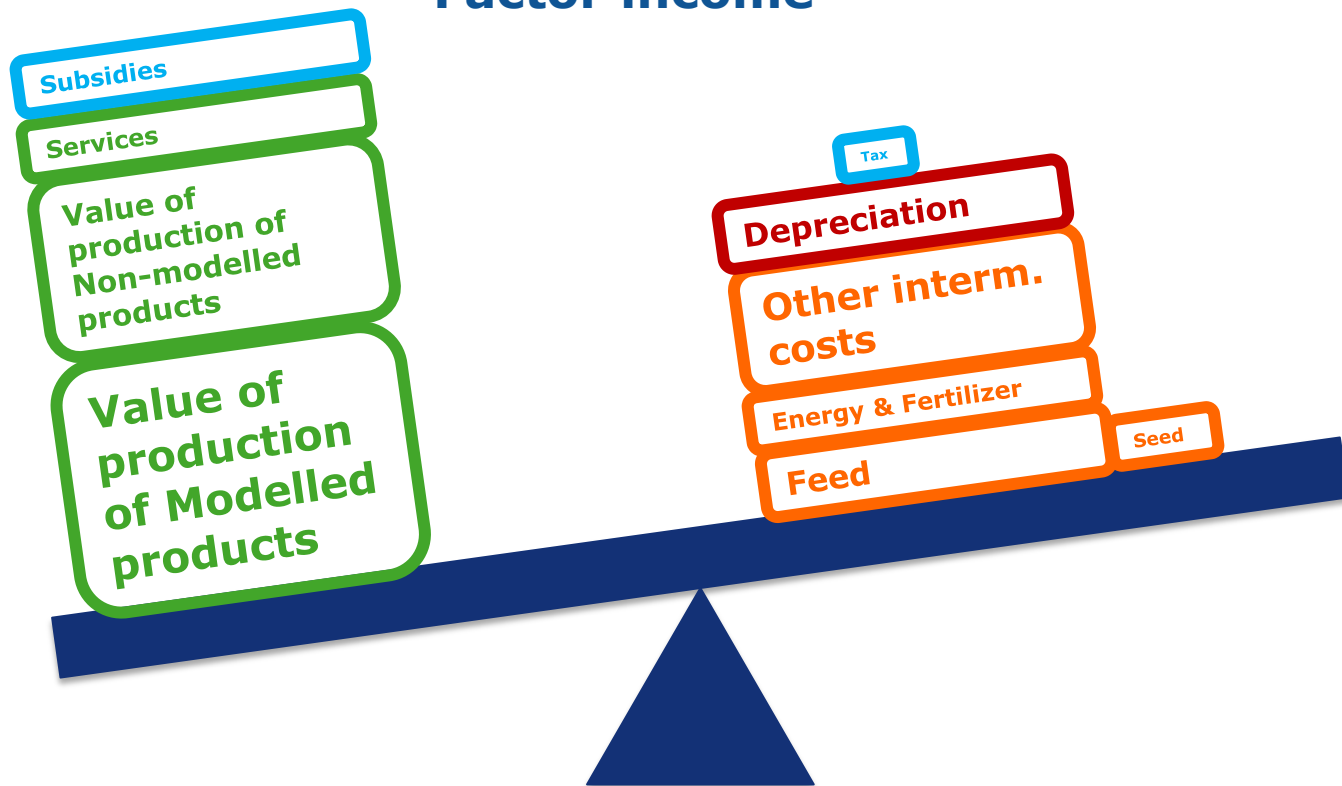 Factor income
Subsidies
Services
Value of
production of
Non-modelled
products
Value of
production
of Modelled
products
Tax
Depreciation
Other interm.
costs
Energy & Fertilizer
Feed
Seed